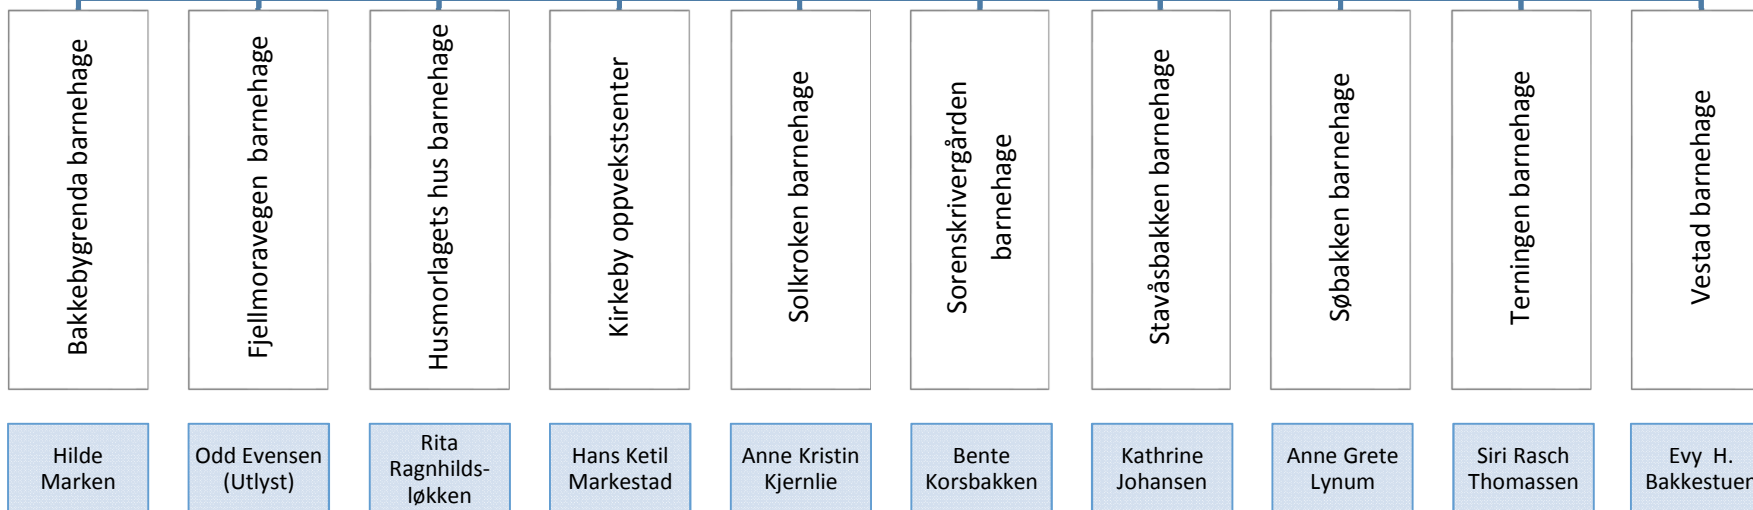 Bakkebygrenda barnehage
Fjellmoravegen barnehage
Husmorlagets hus barnehage
Kirkeby oppvekstsenter
Solkroken barnehage
Sorenskrivergården
barnehage
Stavåsbakken barnehage
Søbakken barnehage
Terningen barnehage
Vestad barnehage
Hilde
Marken
Odd Evensen
(Utlyst)
Rita
Ragnhilds-
løkken
Hans Ketil
Markestad
Anne Kristin
Kjernlie
Bente
Korsbakken
Kathrine
Johansen
Anne Grete
Lynum
Siri Rasch
Thomassen
Evy H.
Bakkestuen